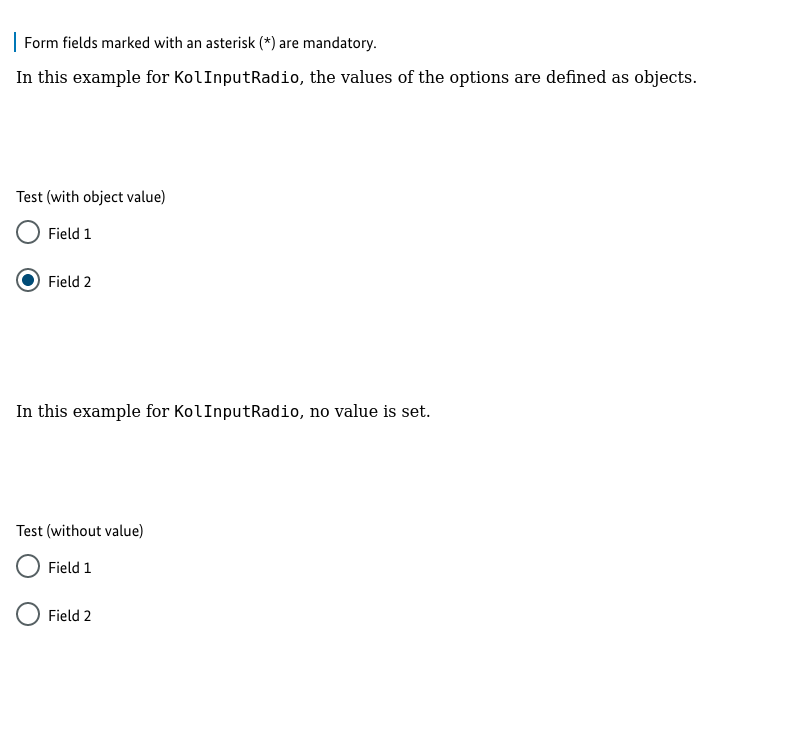 Form fields marked with an asterisk (*) are mandatory.
In this example for KolInputRadio, the values of the options are defined as objects.
Test (with object value)
Field 1
Field 2
In this example for KolInputRadio, no value is set.
Test (without value)
Field 1
Field 2